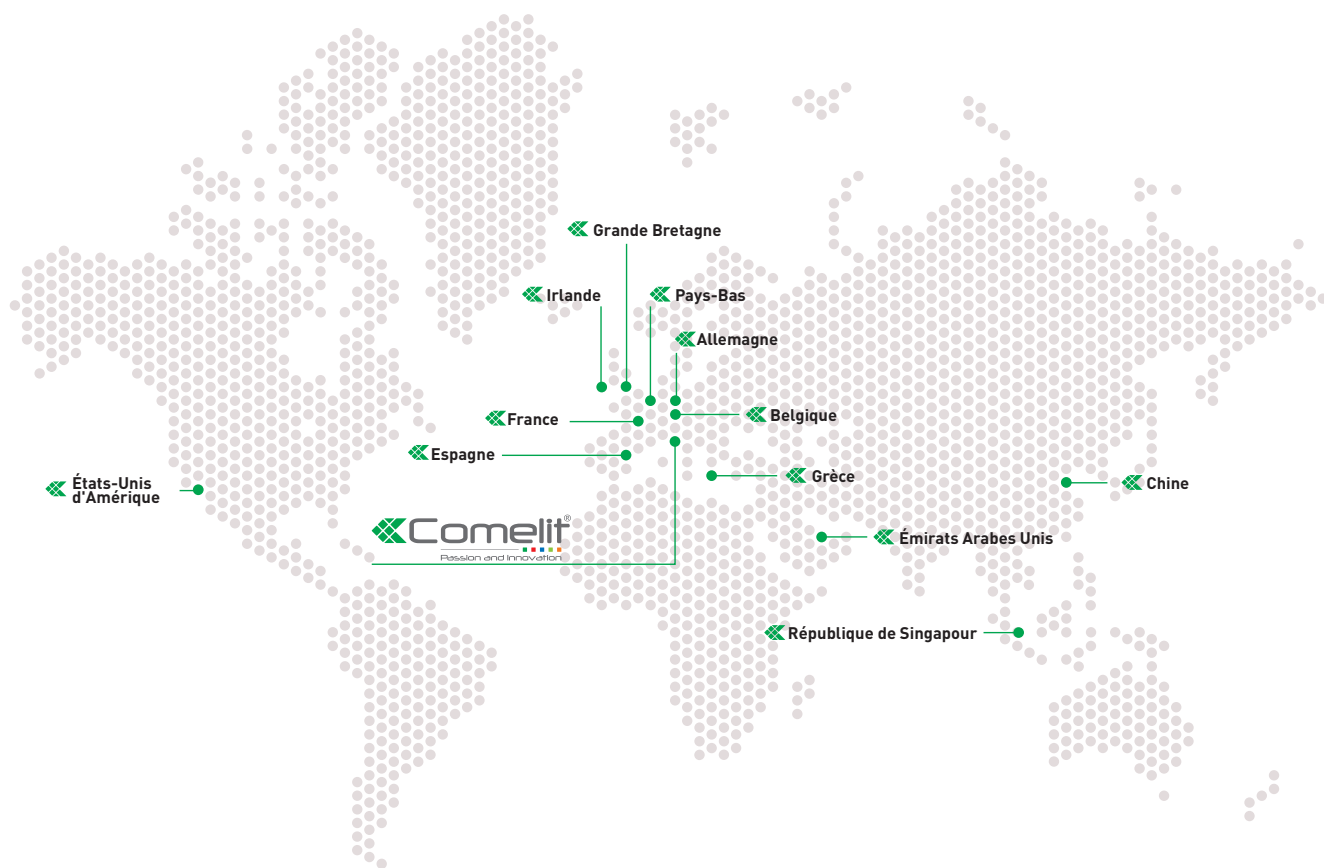 Grande Bretagne
Irlande
Pays-Bas
Allemagne
France
Belgique
Espagne
Grèce
États-Unis
d'Amérique
Chine
Comelit®
Passion and Innovation
Émirats Arabes Unis
République de Singapour